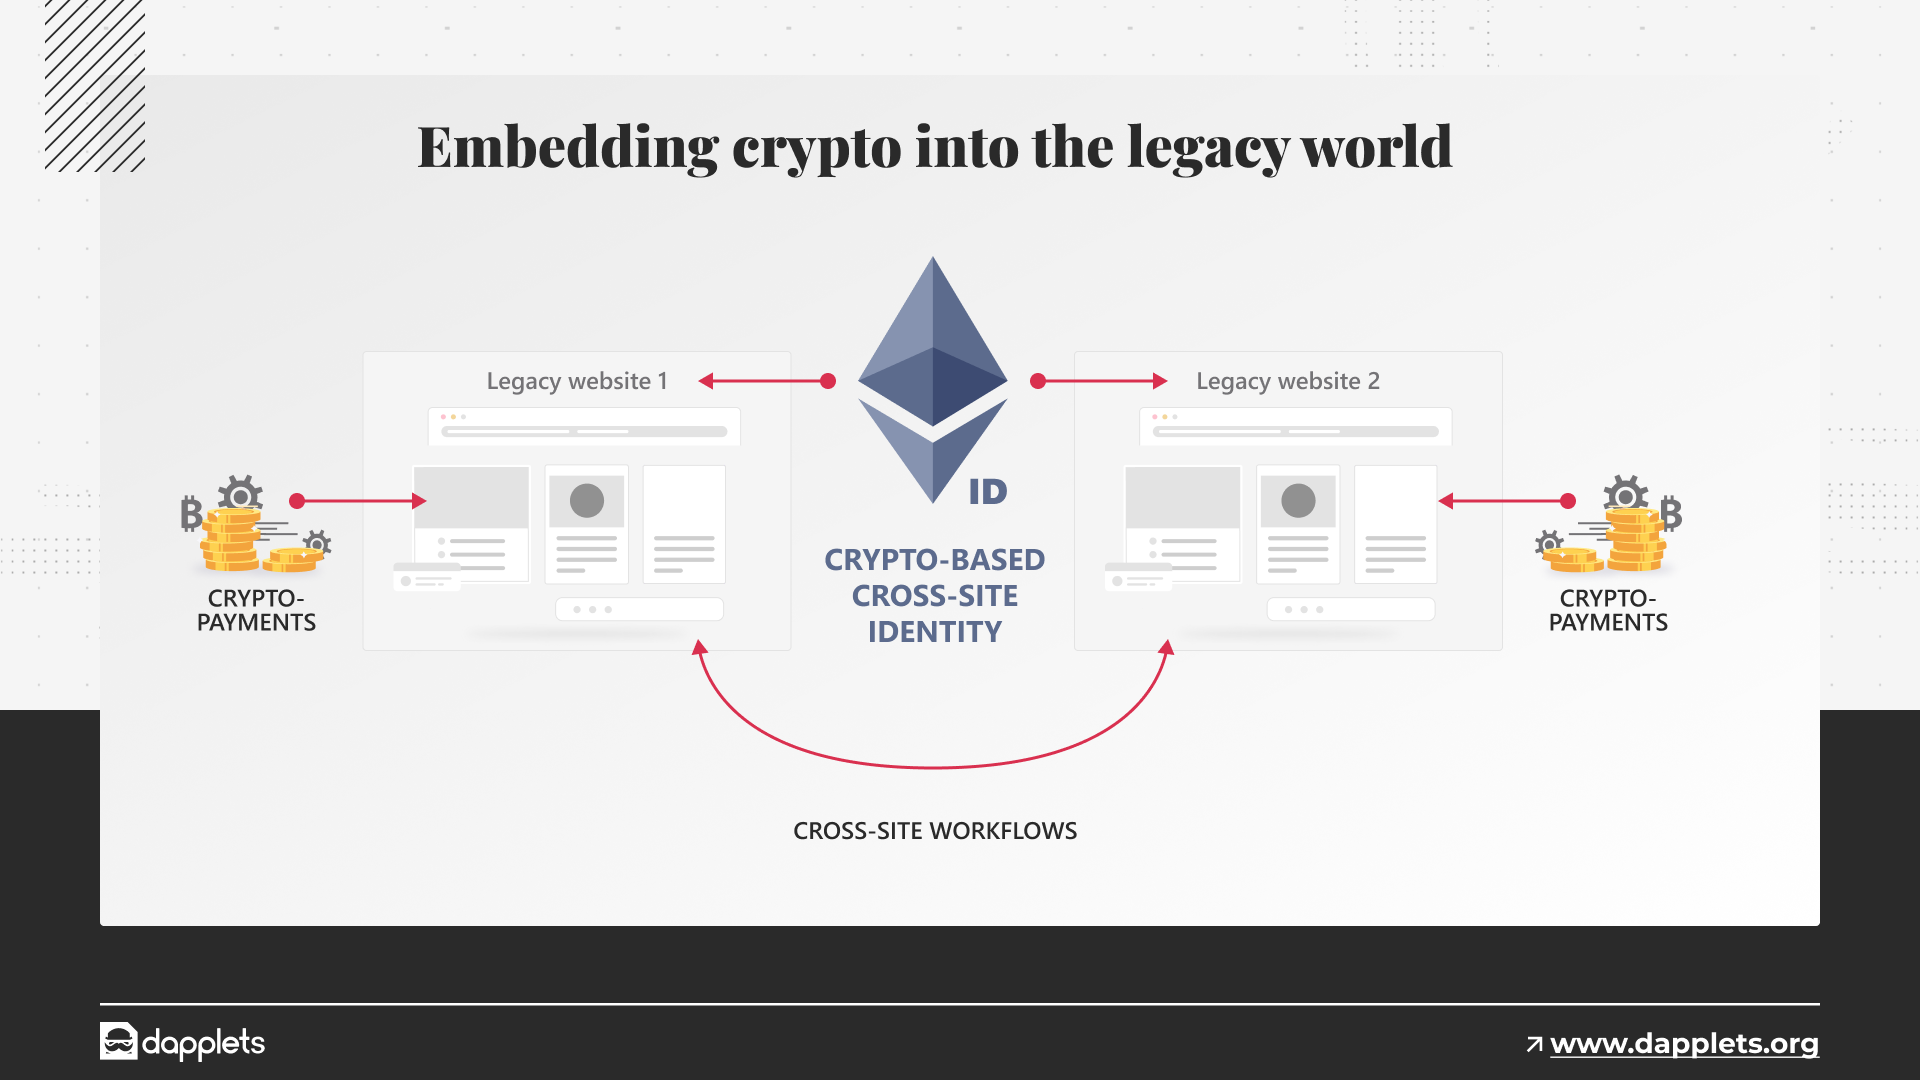 Embedding crypto into the legacy world
Legacy website 1
Legacy website 2
ID
CRYPTO-BASED
CROSS-SITE
IDENTITY
CRYPTO-
PAYMENTS
CRYPTO-
PAYMENTS
CROSS-SITE WORKFLOWS
dapplets
www.dapplets.org